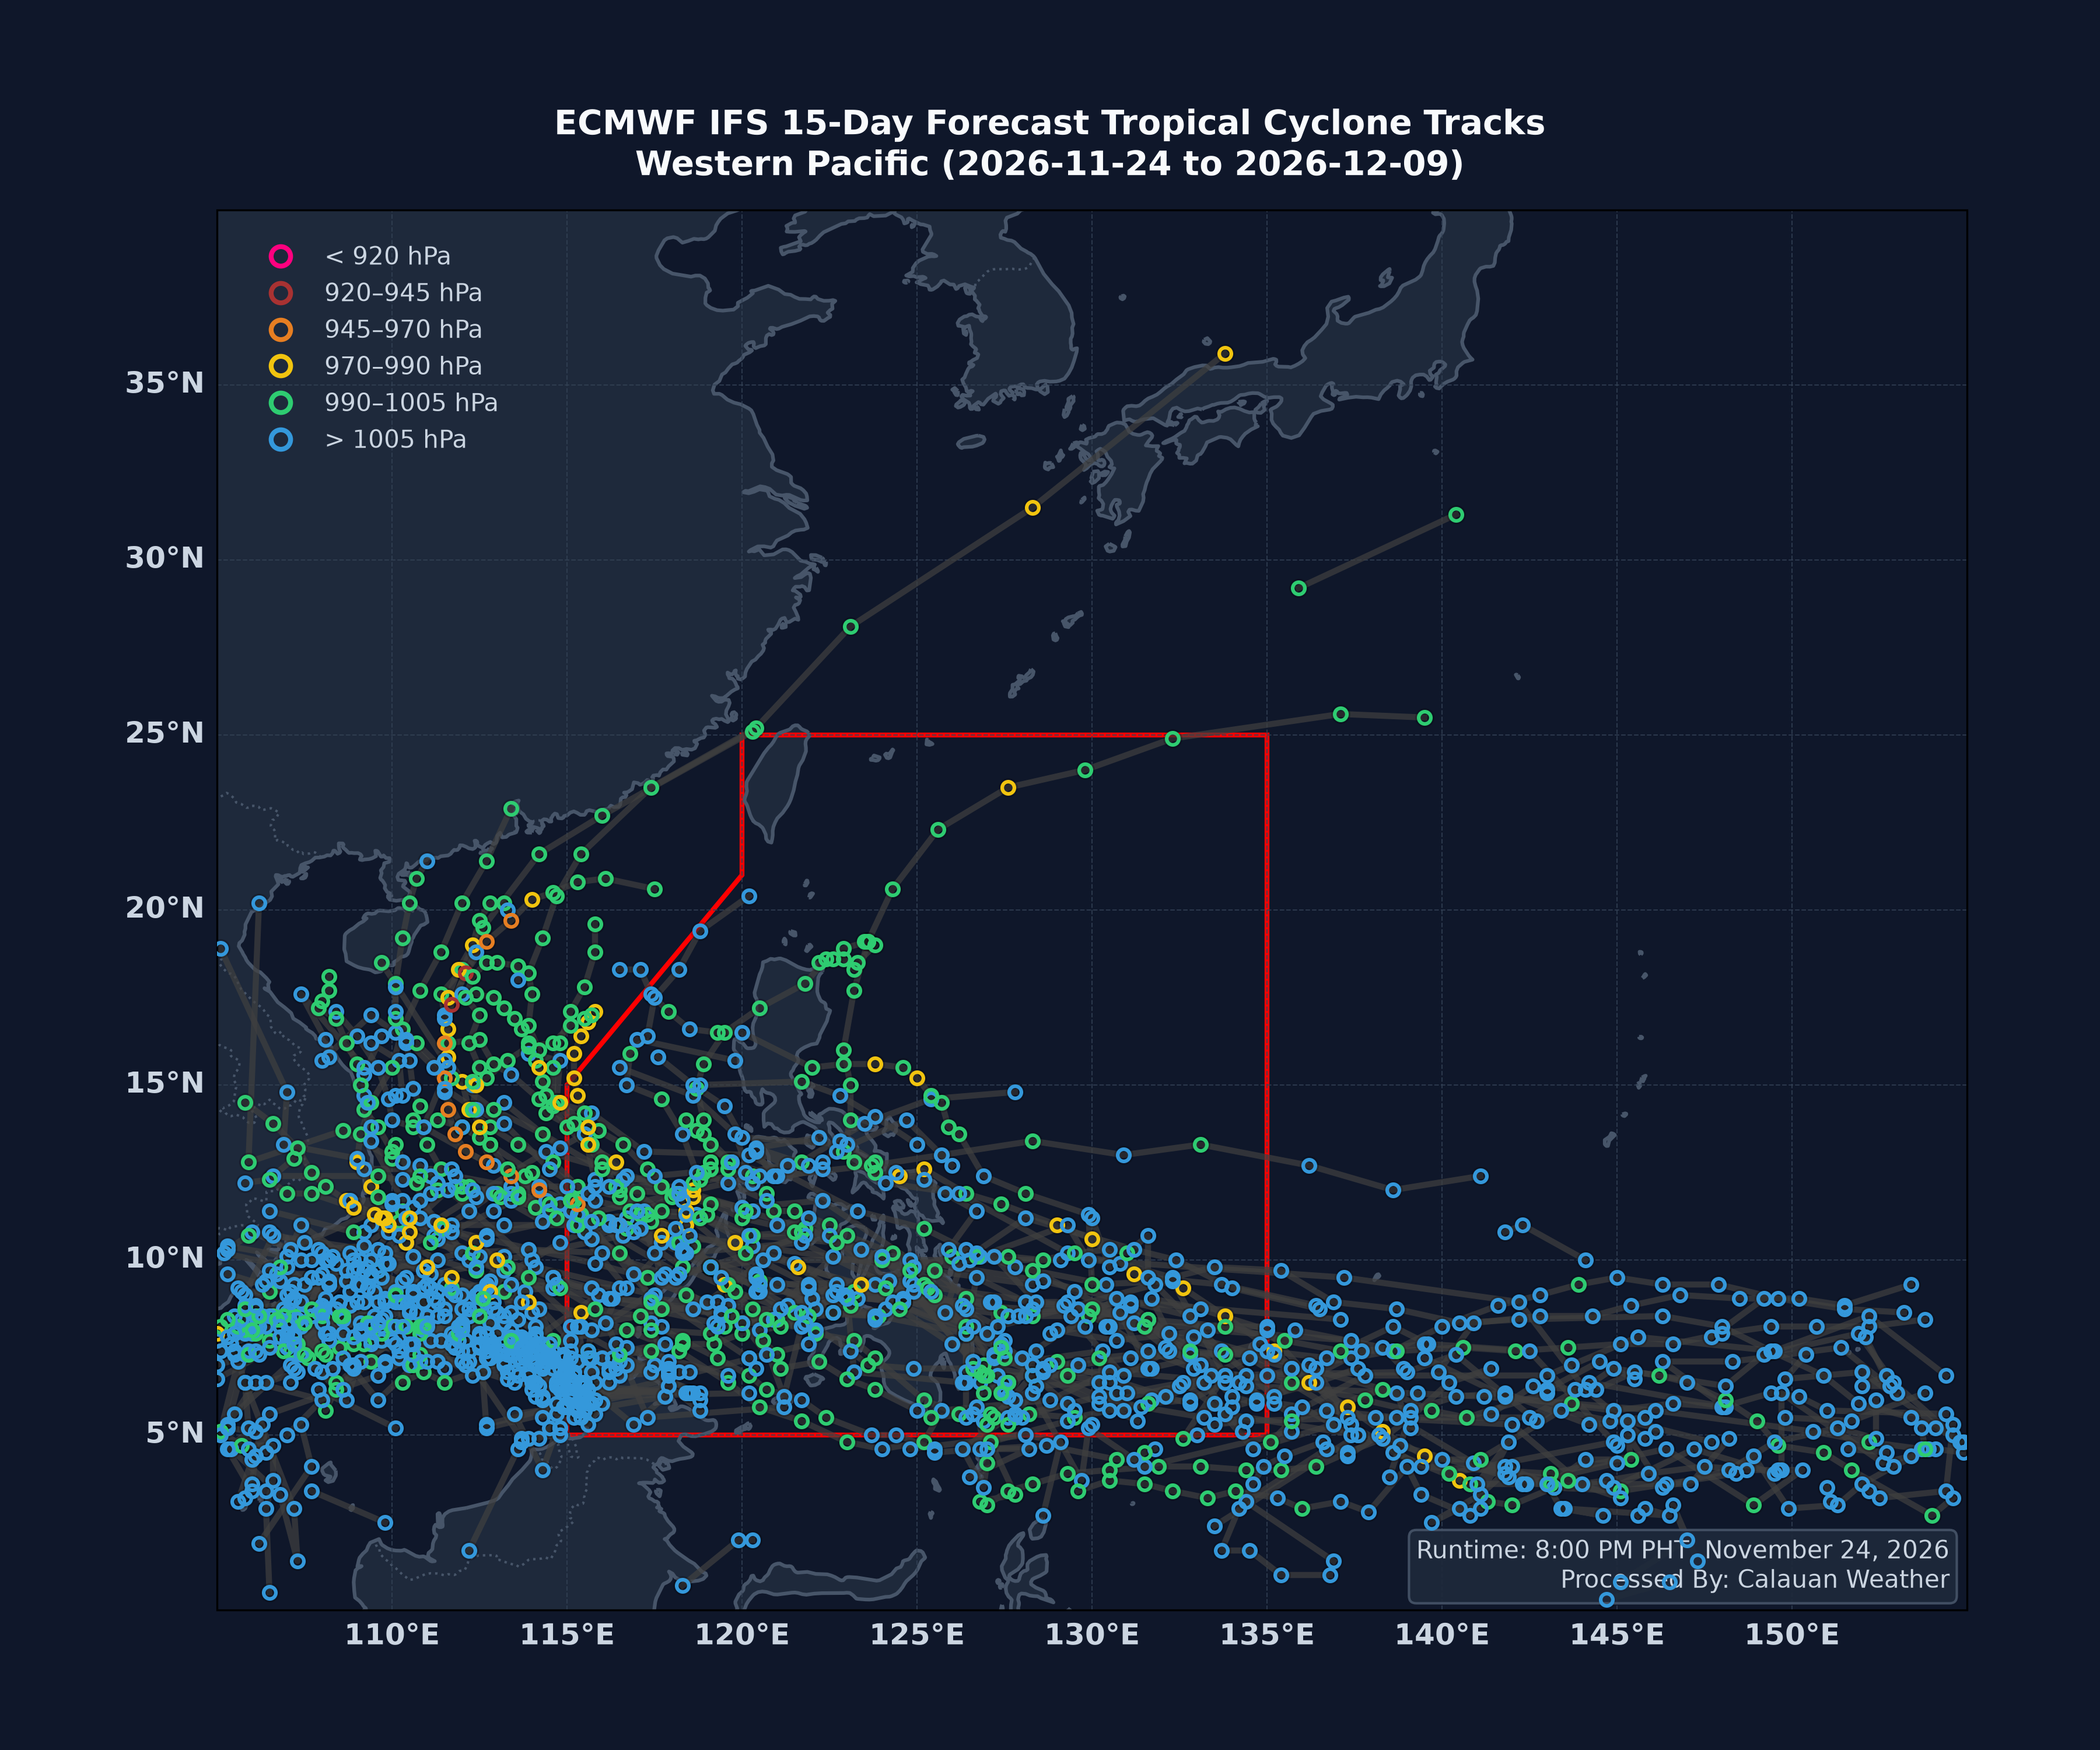 ECMWF IFS 15-Day Forecast Tropical Cyclone Tracks
Western Pacific (2026-11-24 to 2026-12-09)
< 920 hPa
920–945 hPa
945–970 hPa
970–990 hPa
990–1005 hPa
> 1005 hPa
35°N
30°N
25°N
20°N
15°N
10°N
5°N
Runtime: 8:00 PM PHT, November 24, 2026
Processed By: Calauan Weather
110°E 115°E 120°E 125°E 130°E 135°E 140°E 145°E 150°E